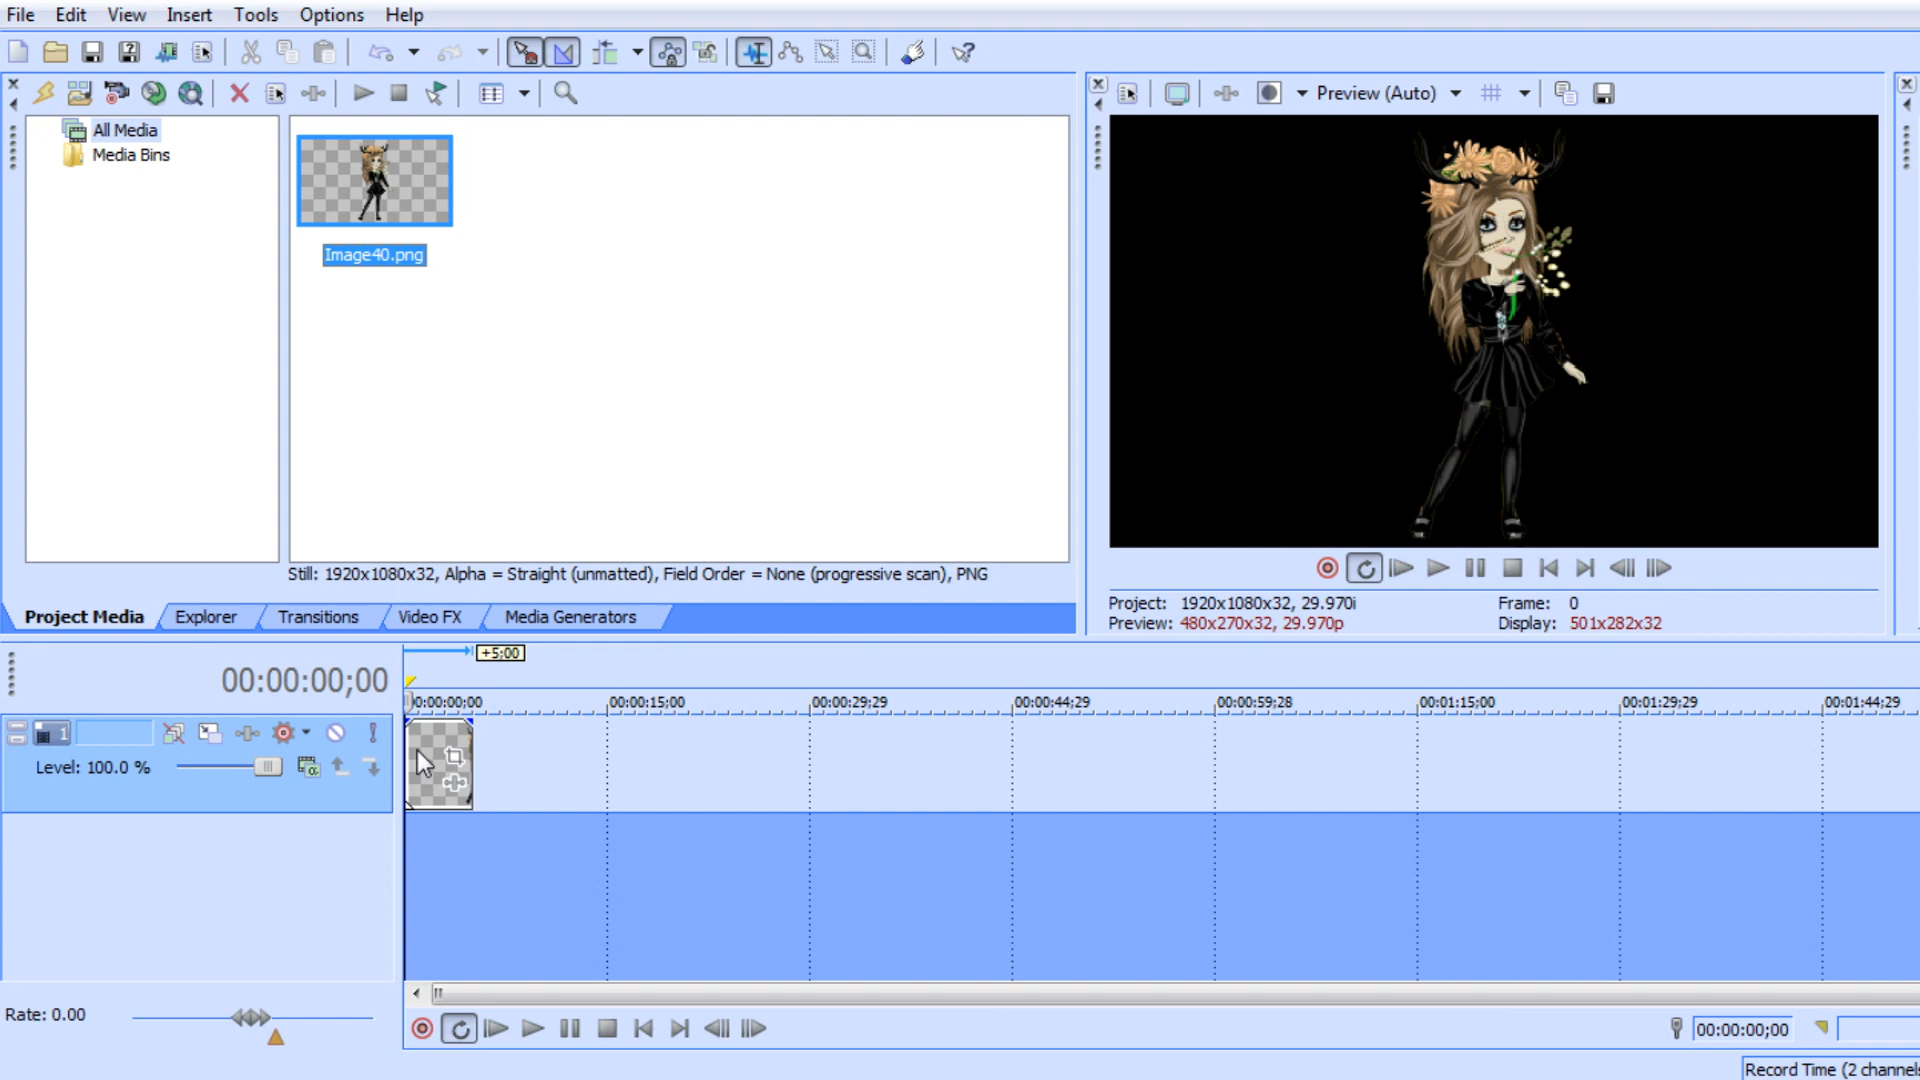 File Edit View Insert Tools Options Help
Preview (Auto)
All Media
Media Bins
Image40.png
Still: 1920x1080x32, Alpha = Straight (unmatted), Field Order = None (progressive scan), PNG
Project Media Explorer Transitions Video FX Media Generators
Project: 1920x1080x32, 29.970i
Frame: 0
Preview: 480x270x32, 29.970p
Display: 501x282x32
+5;00
00:00:00;00
00:00:00;00 00:00:15;00 00:00:29;29 00:00:44;29 00:00:59;28 00:01:15;00 00:01:29;29 00:01:44;29
1
Level: 100.0 %
Rate: 0.00
00:00:00;00
Record Time (2 channels